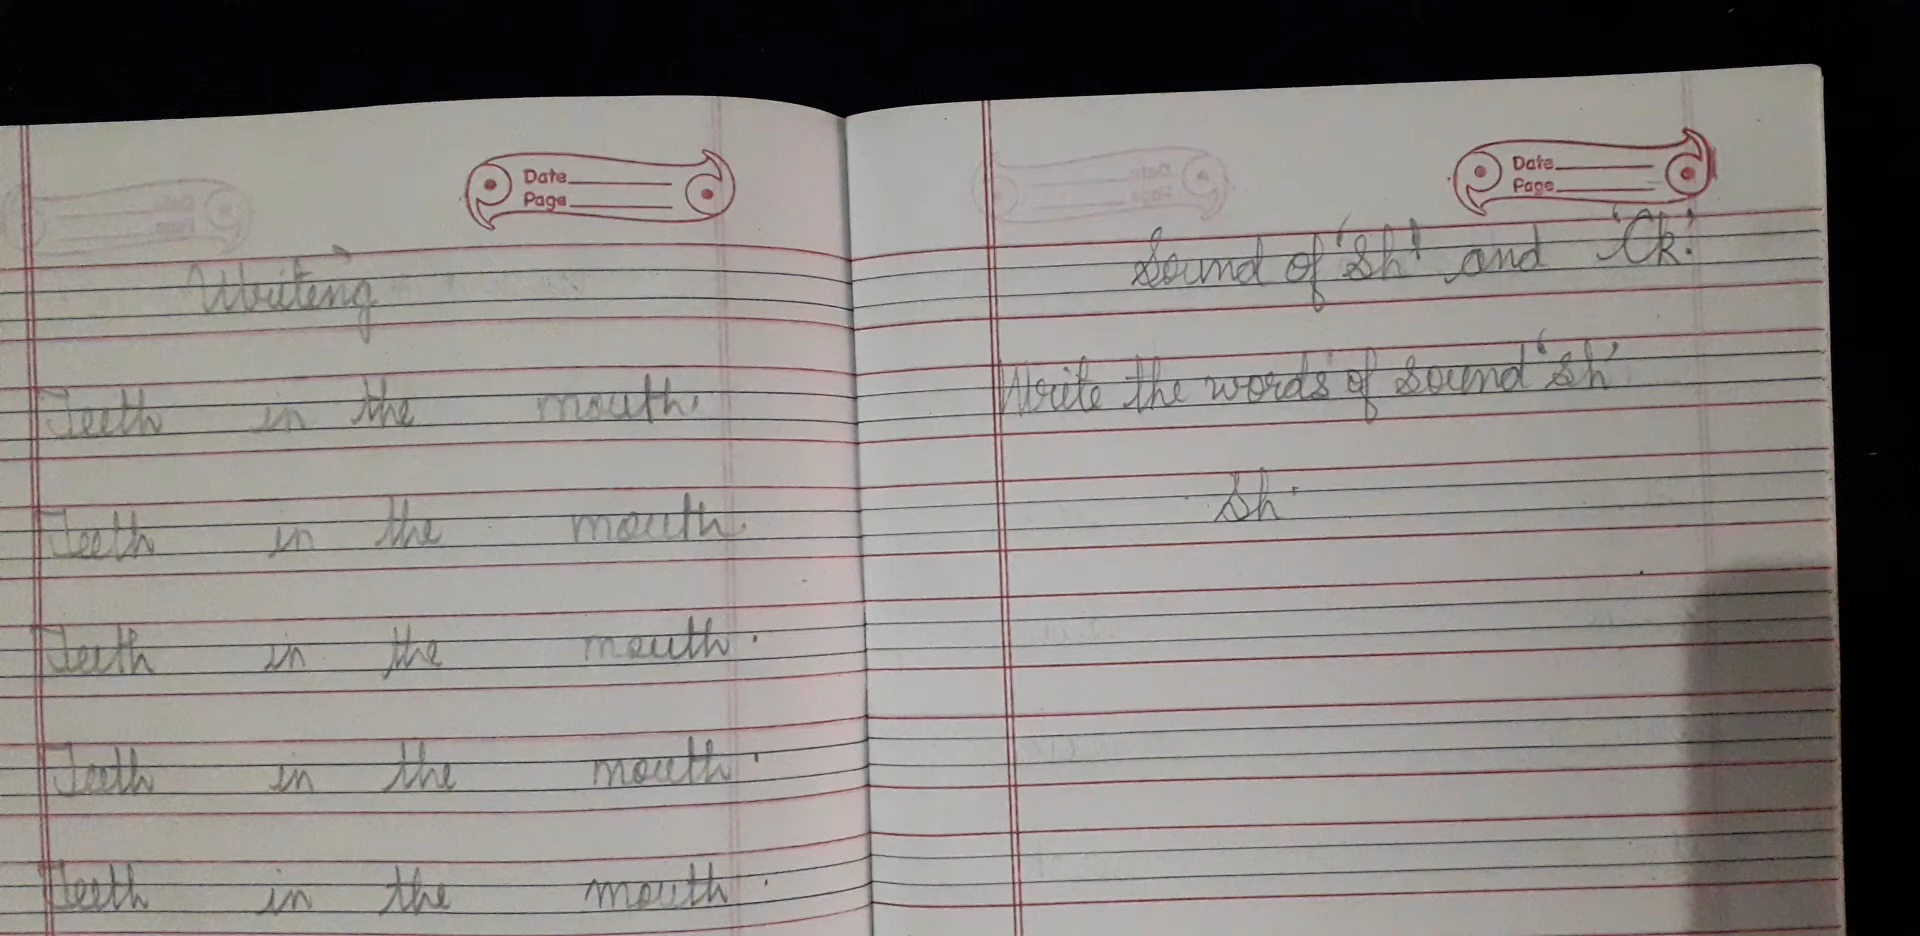 Date
Page
Writeng
Teeth in the mouth.
Teeth in the mouth.
Teeth in the mouth.
Teeth in the mouth.
Teeth in the mouth.
Date
Page
Sound of 'Sh' and 'Ck.'
Write the words of sound 'Sh'
Sh